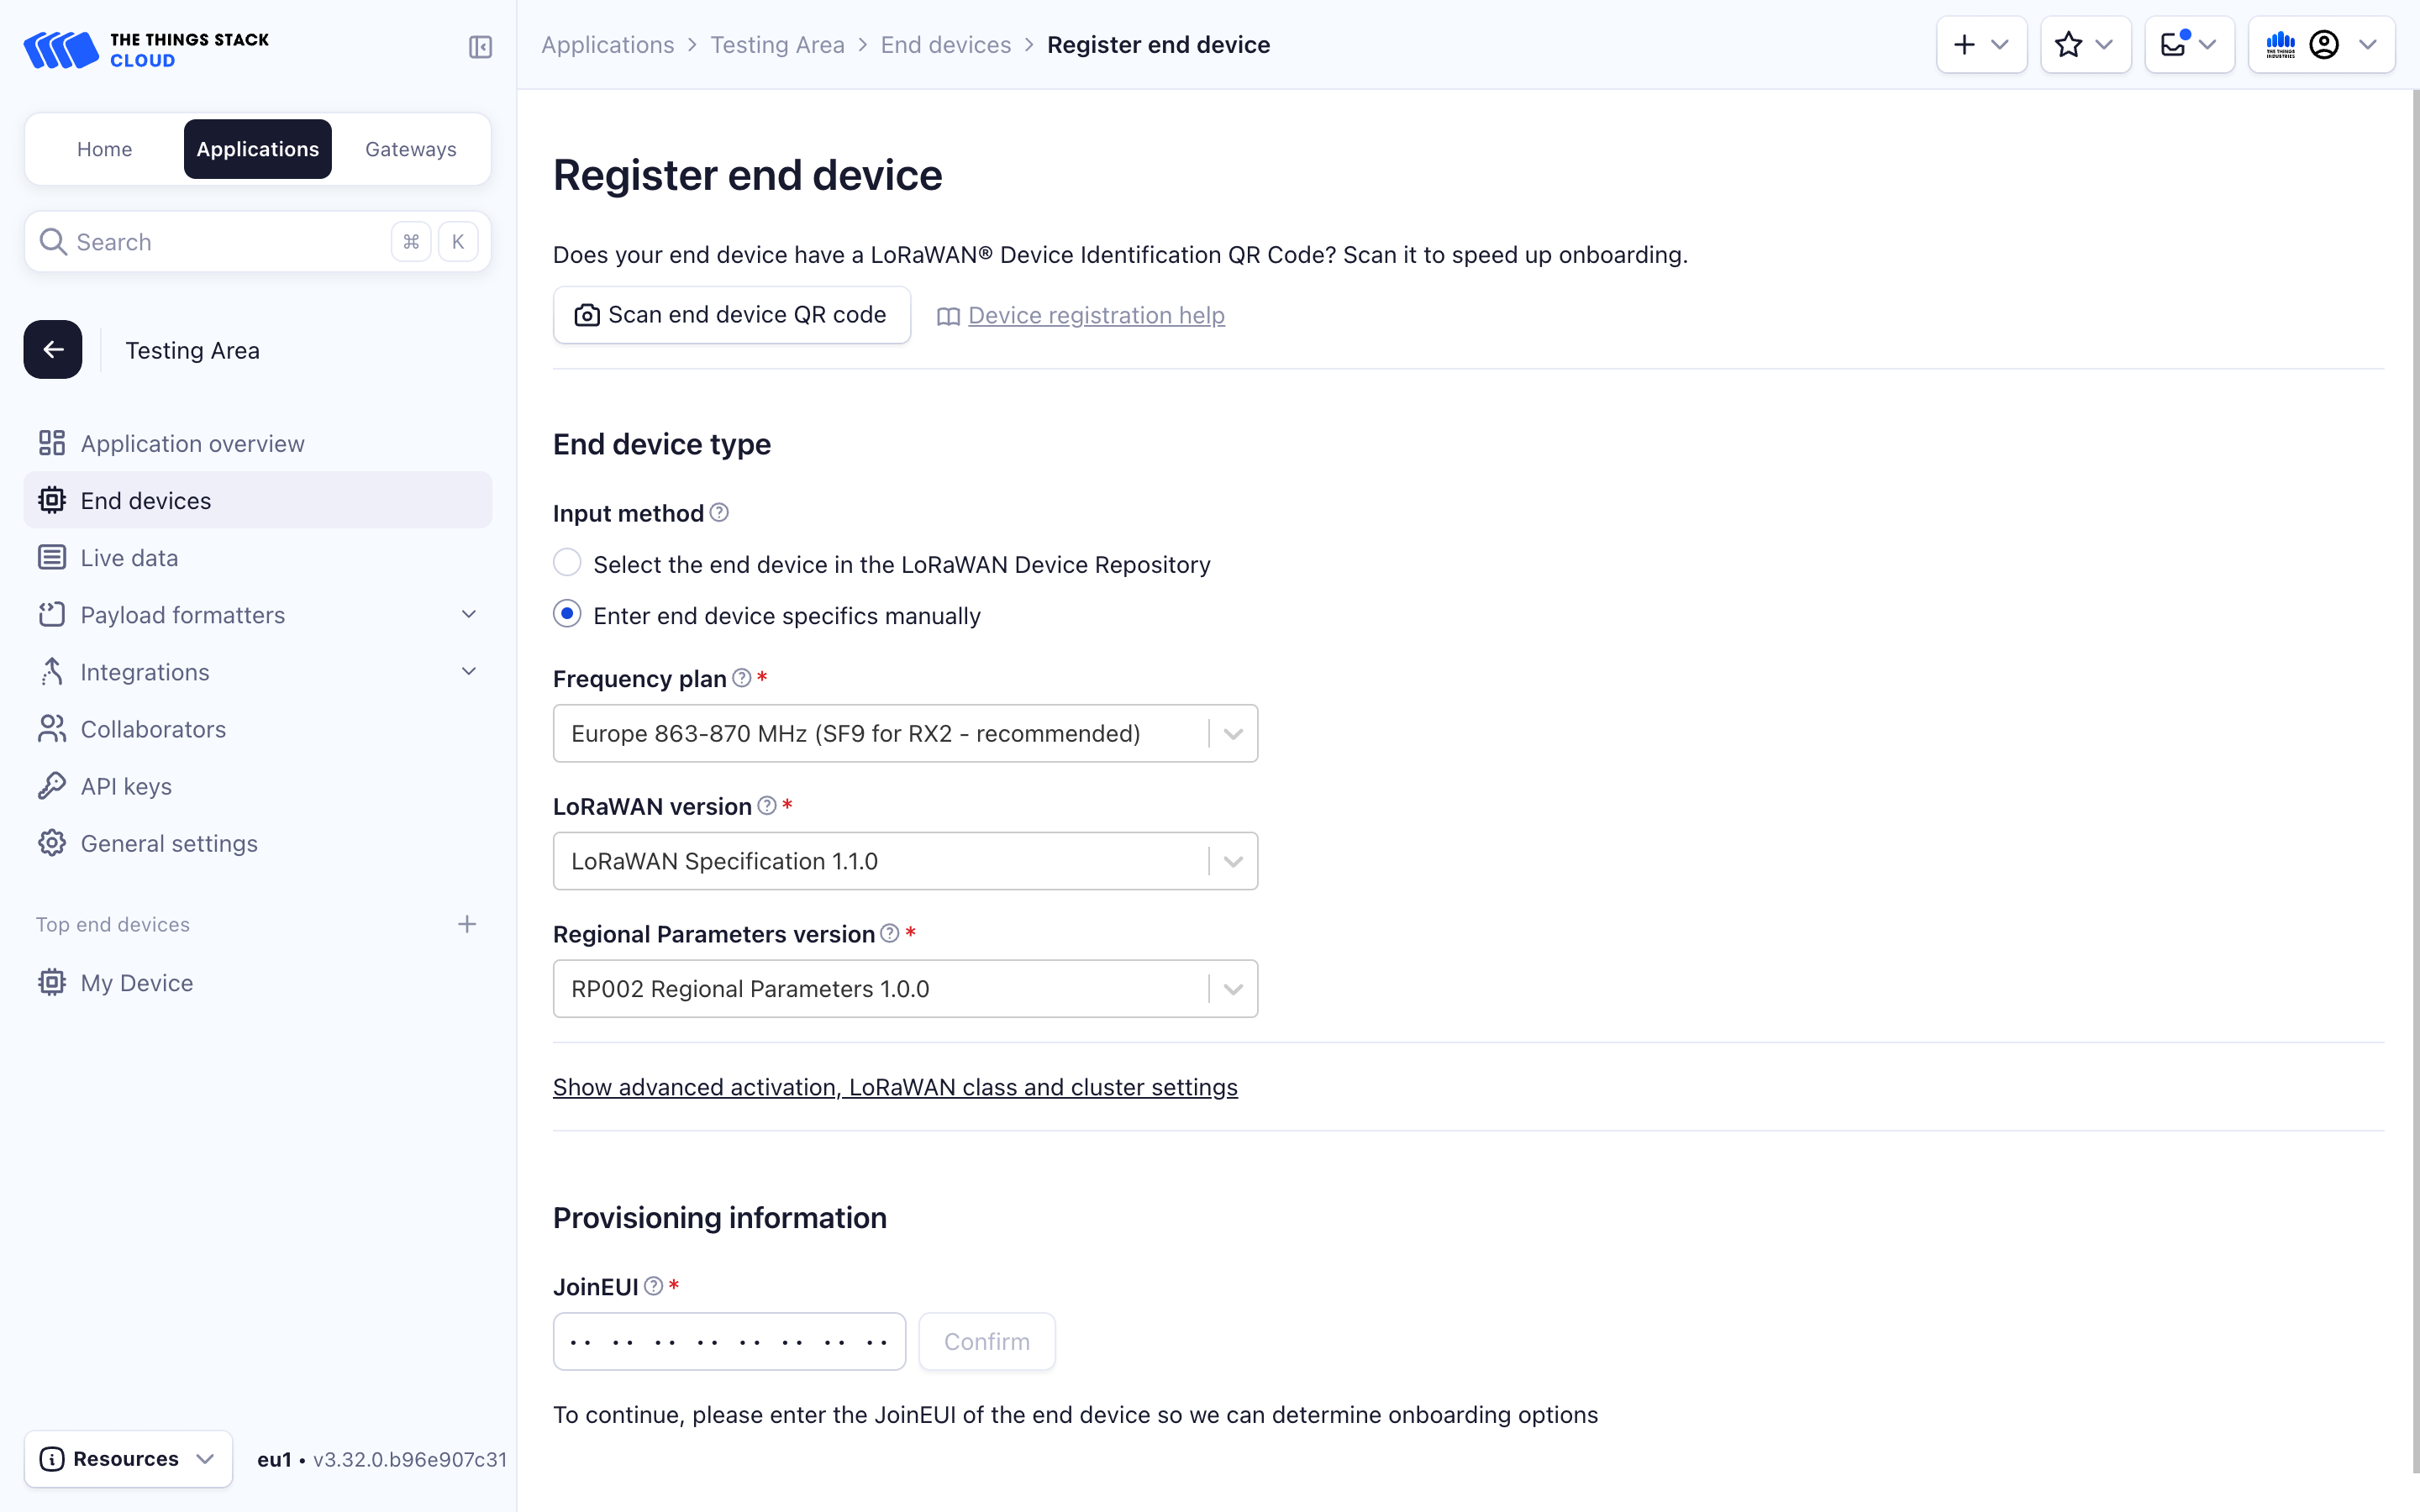 THE THINGS STACK
CLOUD
Home
Applications
Gateways
Search
⌘
K
Testing Area
Application overview
End devices
Live data
Payload formatters
Integrations
Collaborators
API keys
General settings
Top end devices
My Device
Resources
eu1 • v3.32.0.b96e907c31
Applications > Testing Area > End devices > Register end device
Register end device
Does your end device have a LoRaWAN® Device Identification QR Code? Scan it to speed up onboarding.
Scan end device QR code
Device registration help
End device type
Input method
Select the end device in the LoRaWAN Device Repository
Enter end device specifics manually
Frequency plan *
Europe 863-870 MHz (SF9 for RX2 - recommended)
LoRaWAN version *
LoRaWAN Specification 1.1.0
Regional Parameters version *
RP002 Regional Parameters 1.0.0
Show advanced activation, LoRaWAN class and cluster settings
Provisioning information
JoinEUI *
·· ·· ·· ·· ·· ·· ·· ··
Confirm
To continue, please enter the JoinEUI of the end device so we can determine onboarding options